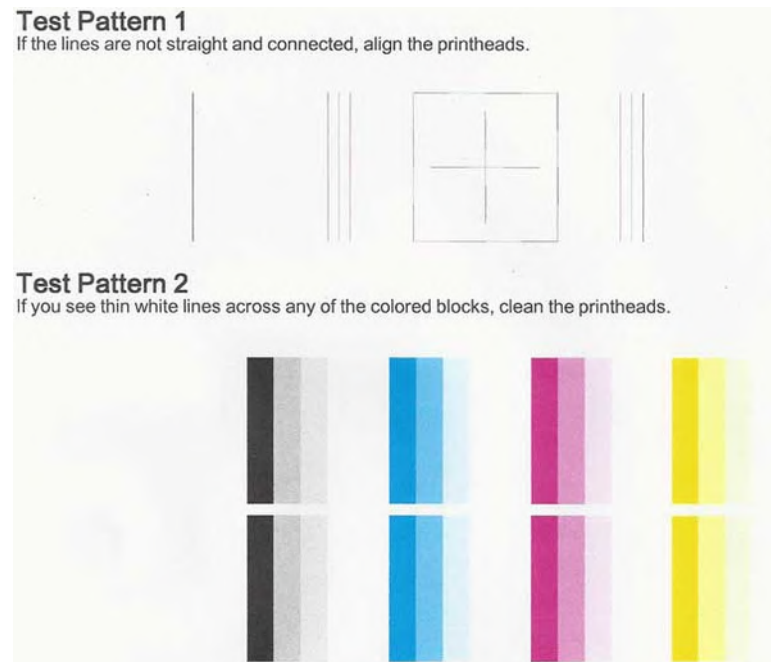 Test Pattern 1
If the lines are not straight and connected, align the printheads.
Test Pattern 2
If you see thin white lines across any of the colored blocks, clean the printheads.